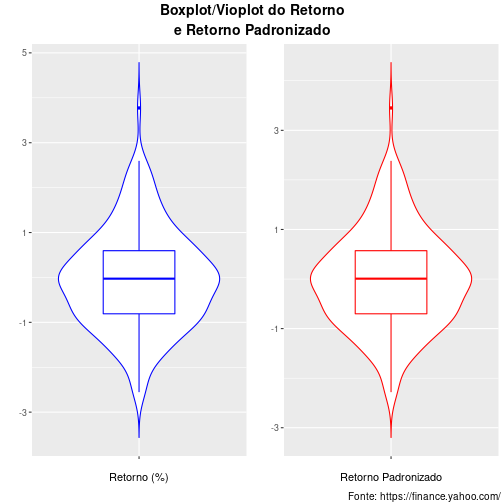 Boxplot/Vioplot do Retorno
e Retorno Padronizado
5
3
1
-1
-3
3
1
-1
-3
Retorno (%)
Retorno Padronizado
Fonte: https://finance.yahoo.com/